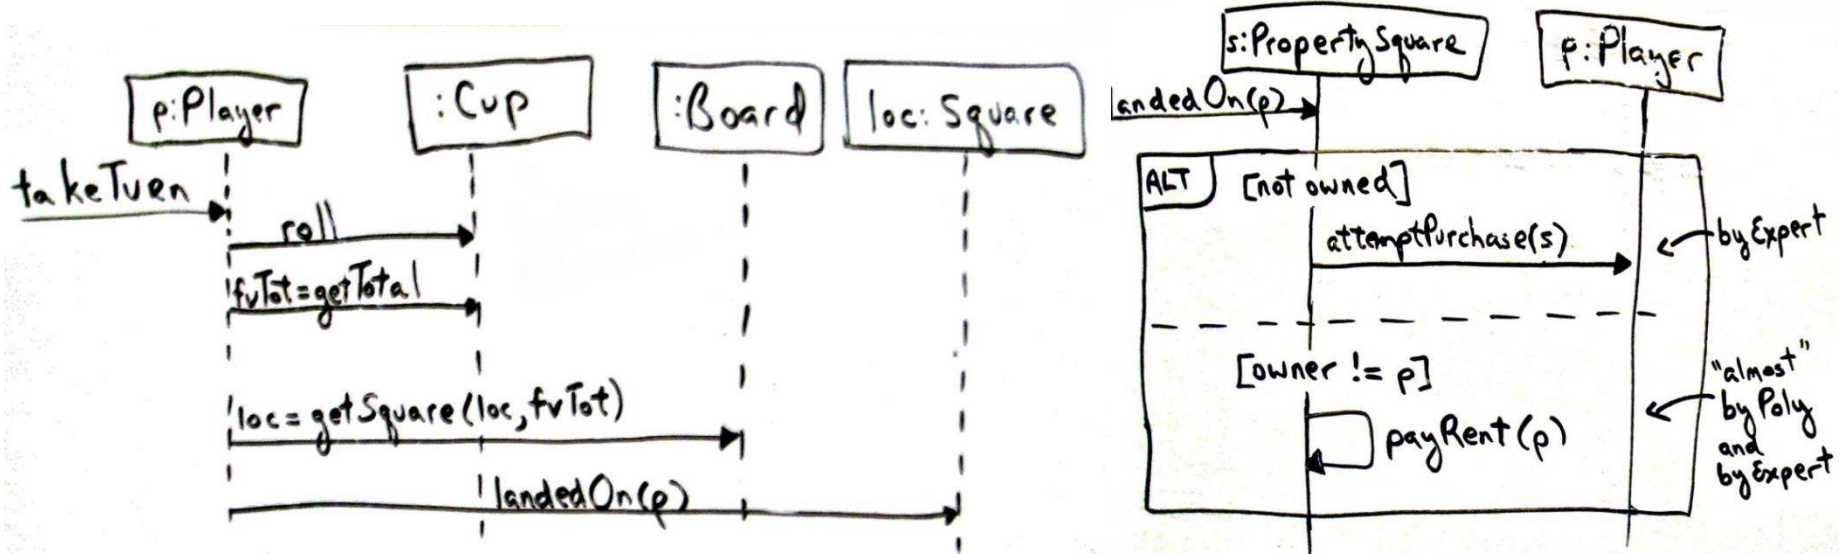 p:Player
:Cup
:Board
loc: Square
takeTurn
roll
fvTot=getTotal
loc=getSquare(loc,fvTot)
landedOn(p)
s:PropertySquare
p:Player
landedOn(p)
ALT
[not owned]
attemptPurchase(s)
by Expert
[owner != p]
payRent(p)
"almost"
by Poly
and
by Expert